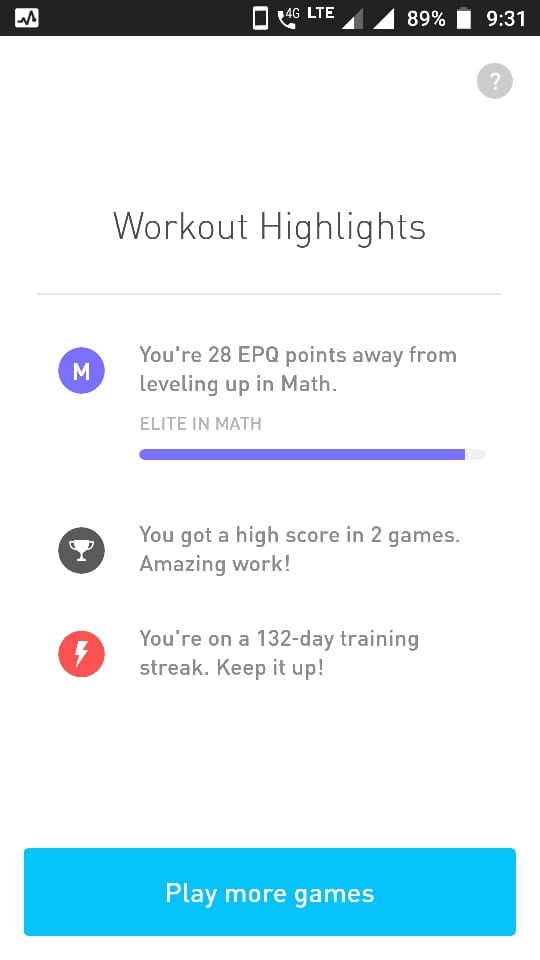 4G LTE 89% 9:31
?
Workout Highlights
M
You're 28 EPQ points away from
leveling up in Math.
ELITE IN MATH
You got a high score in 2 games.
Amazing work!
You're on a 132-day training
streak. Keep it up!
Play more games